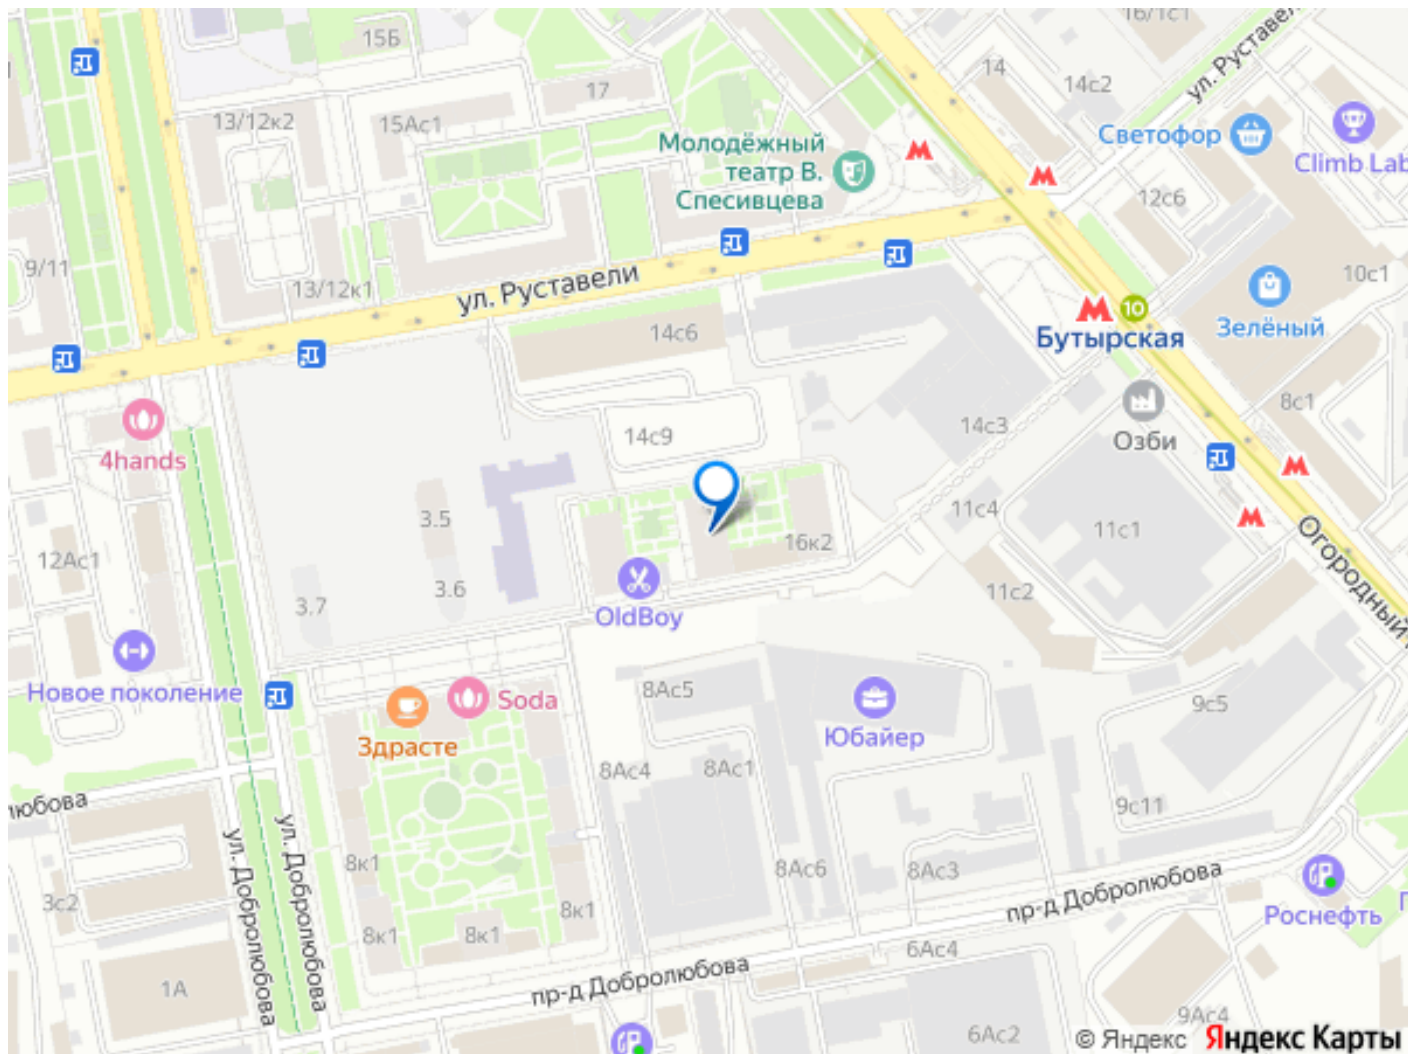 15Б
16/1с1
14
14с2
ул. Руставели
17
13/12к2
15Ас1
Молодёжный
театр В.
Спесивцева
Светофор
Climb Lab
12с6
9/11
13/12к1
ул. Руставели
10с1
10
Бутырская
Зелёный
14с6
8с1
14с9
14с3
Озби
4hands
3.5
11с4
11с1
Огородный
16к2
12Ас1
3.6
3.7
11с2
OldBoy
Новое поколение
Soda
8Ас5
9с5
Здрасте
Юбайер
8Ас4
8Ас1
9с11
ул. Добролюбова
ул. Добролюбова
8к1
8Ас6
8Ас3
пр-д Добролюбова
3с2
8к1
Роснефть
8к1
8к1
6Ас4
1А
пр-д Добролюбова
9Ас4
6Ас2
© Яндекс Яндекс Карты